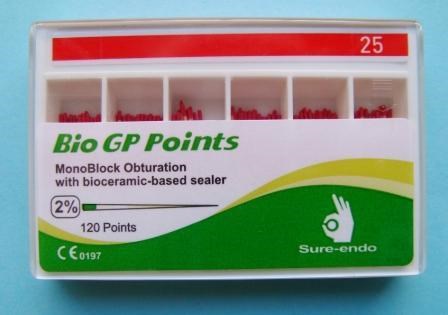 25
Bio GP Points
MonoBlock Obturation
with bioceramic-based sealer
2%
120 Points
CE 0197
Sure-endo